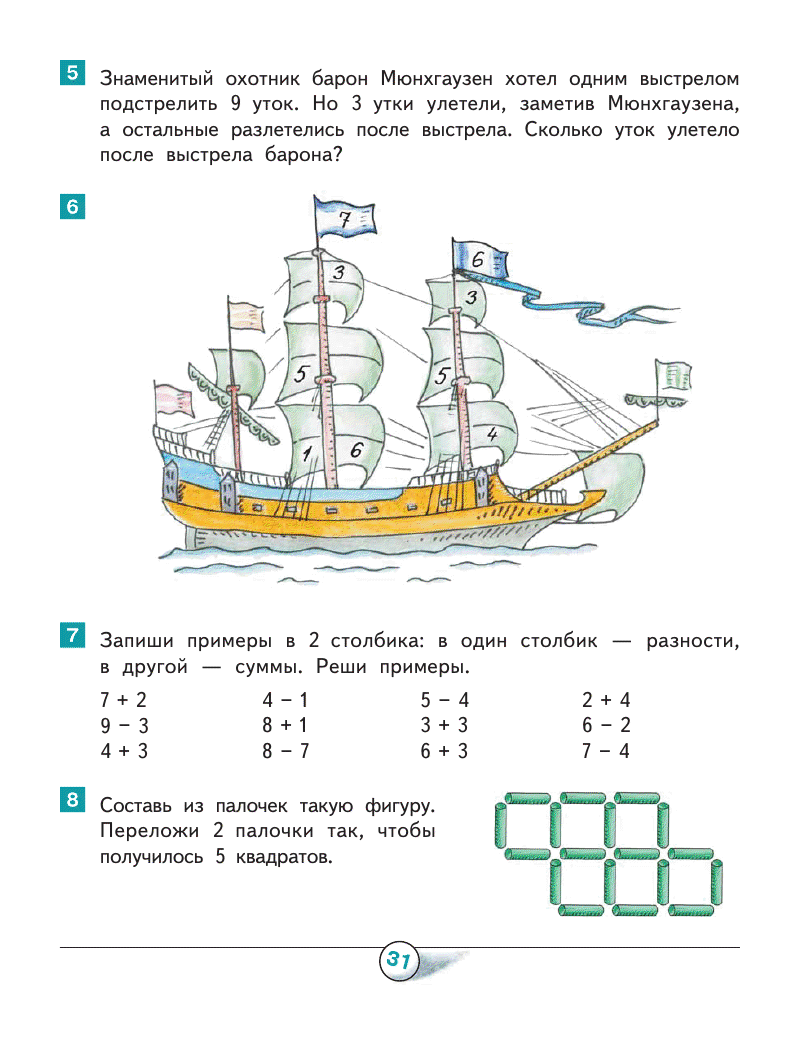 5
Знаменитый охотник барон Мюнхгаузен хотел одним выстрелом
подстрелить 9 уток. Но 3 утки улетели, заметив Мюнхгаузена,
а остальные разлетелись после выстрела. Сколько уток улетело
после выстрела барона?
6
7
6
3
3
5
5
4
1 6
7
Запиши примеры в 2 столбика: в один столбик — разности,
в другой — суммы. Реши примеры.
7 + 2 4 − 1 5 − 4 2 + 4
9 − 3 8 + 1 3 + 3 6 − 2
4 + 3 8 − 7 6 + 3 7 − 4
8
Составь из палочек такую фигуру.
Переложи 2 палочки так, чтобы
получилось 5 квадратов.
31